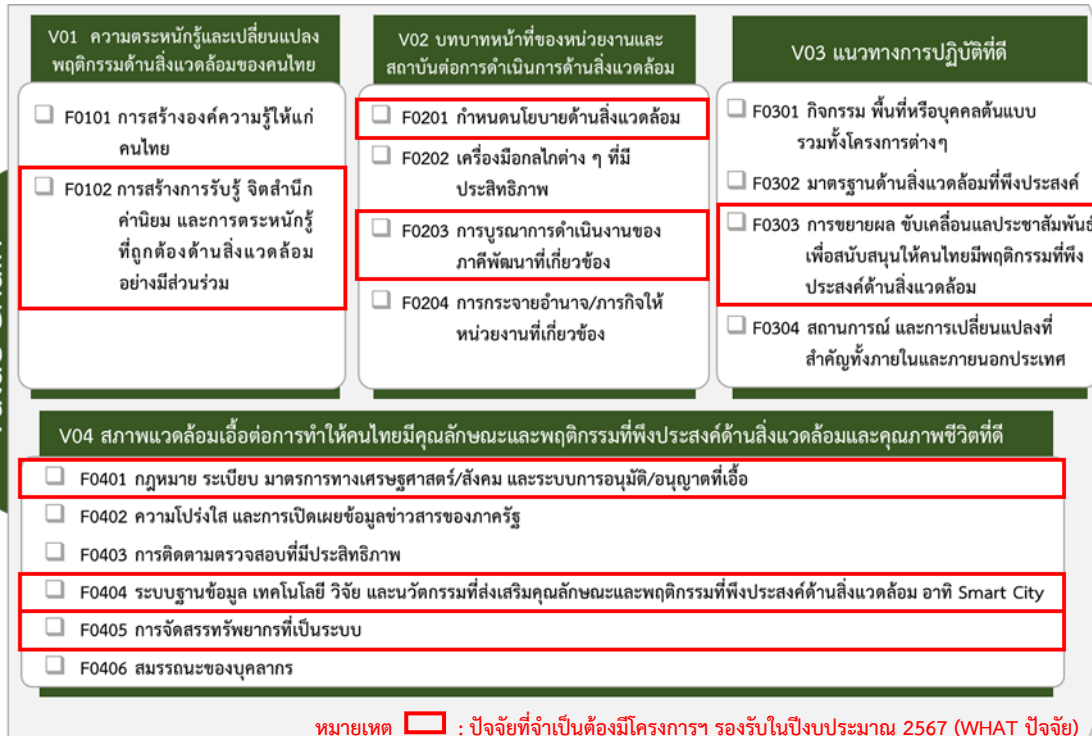 V01 ความตระหนักรู้และเปลี่ยนแปลง
พฤติกรรมด้านสิ่งแวดล้อมของคนไทย
F0101 การสร้างองค์ความรู้ให้แก่
คนไทย
F0102 การสร้างการรับรู้ จิตสำนึก
ค่านิยม และการตระหนักรู้
ที่ถูกต้องด้านสิ่งแวดล้อม
อย่างมีส่วนร่วม
V02 บทบาทหน้าที่ของหน่วยงานและ
สถาบันต่อการดำเนินการด้านสิ่งแวดล้อม
F0201 กำหนดนโยบายด้านสิ่งแวดล้อม
F0202 เครื่องมือกลไกต่าง ๆ ที่มี
ประสิทธิภาพ
F0203 การบูรณาการดำเนินงานของ
ภาคีพัฒนาที่เกี่ยวข้อง
F0204 การกระจายอำนาจ/ภารกิจให้
หน่วยงานที่เกี่ยวข้อง
V03 แนวทางการปฏิบัติที่ดี
F0301 กิจกรรม พื้นที่หรือบุคคลต้นแบบ
รวมทั้งโครงการต่างๆ
F0302 มาตรฐานด้านสิ่งแวดล้อมที่พึงประสงค์
F0303 การขยายผล ขับเคลื่อนแลประชาสัมพันธ์
เพื่อสนับสนุนให้คนไทยมีพฤติกรรมที่พึง
ประสงค์ด้านสิ่งแวดล้อม
F0304 สถานการณ์ และการเปลี่ยนแปลงที่
สำคัญทั้งภายในและภายนอกประเทศ
V04 สภาพแวดล้อมเอื้อต่อการทำให้คนไทยมีคุณลักษณะและพฤติกรรมที่พึงประสงค์ด้านสิ่งแวดล้อมและคุณภาพชีวิตที่ดี
F0401 กฎหมาย ระเบียบ มาตรการทางเศรษฐศาสตร์/สังคม และระบบการอนุมัติ/อนุญาตที่เอื้อ
F0402 ความโปร่งใส และการเปิดเผยข้อมูลข่าวสารของภาครัฐ
F0403 การติดตามตรวจสอบที่มีประสิทธิภาพ
F0404 ระบบฐานข้อมูล เทคโนโลยี วิจัย และนวัตกรรมที่ส่งเสริมคุณลักษณะและพฤติกรรมที่พึงประสงค์ด้านสิ่งแวดล้อม อาทิ Smart City
F0405 การจัดสรรทรัพยากรที่เป็นระบบ
F0406 สมรรถนะของบุคลากร
หมายเหต : ปัจจัยที่จำเป็นต้องมีโครงการฯ รองรับในปีงบประมาณ 2567 (WHAT ปัจจัย)